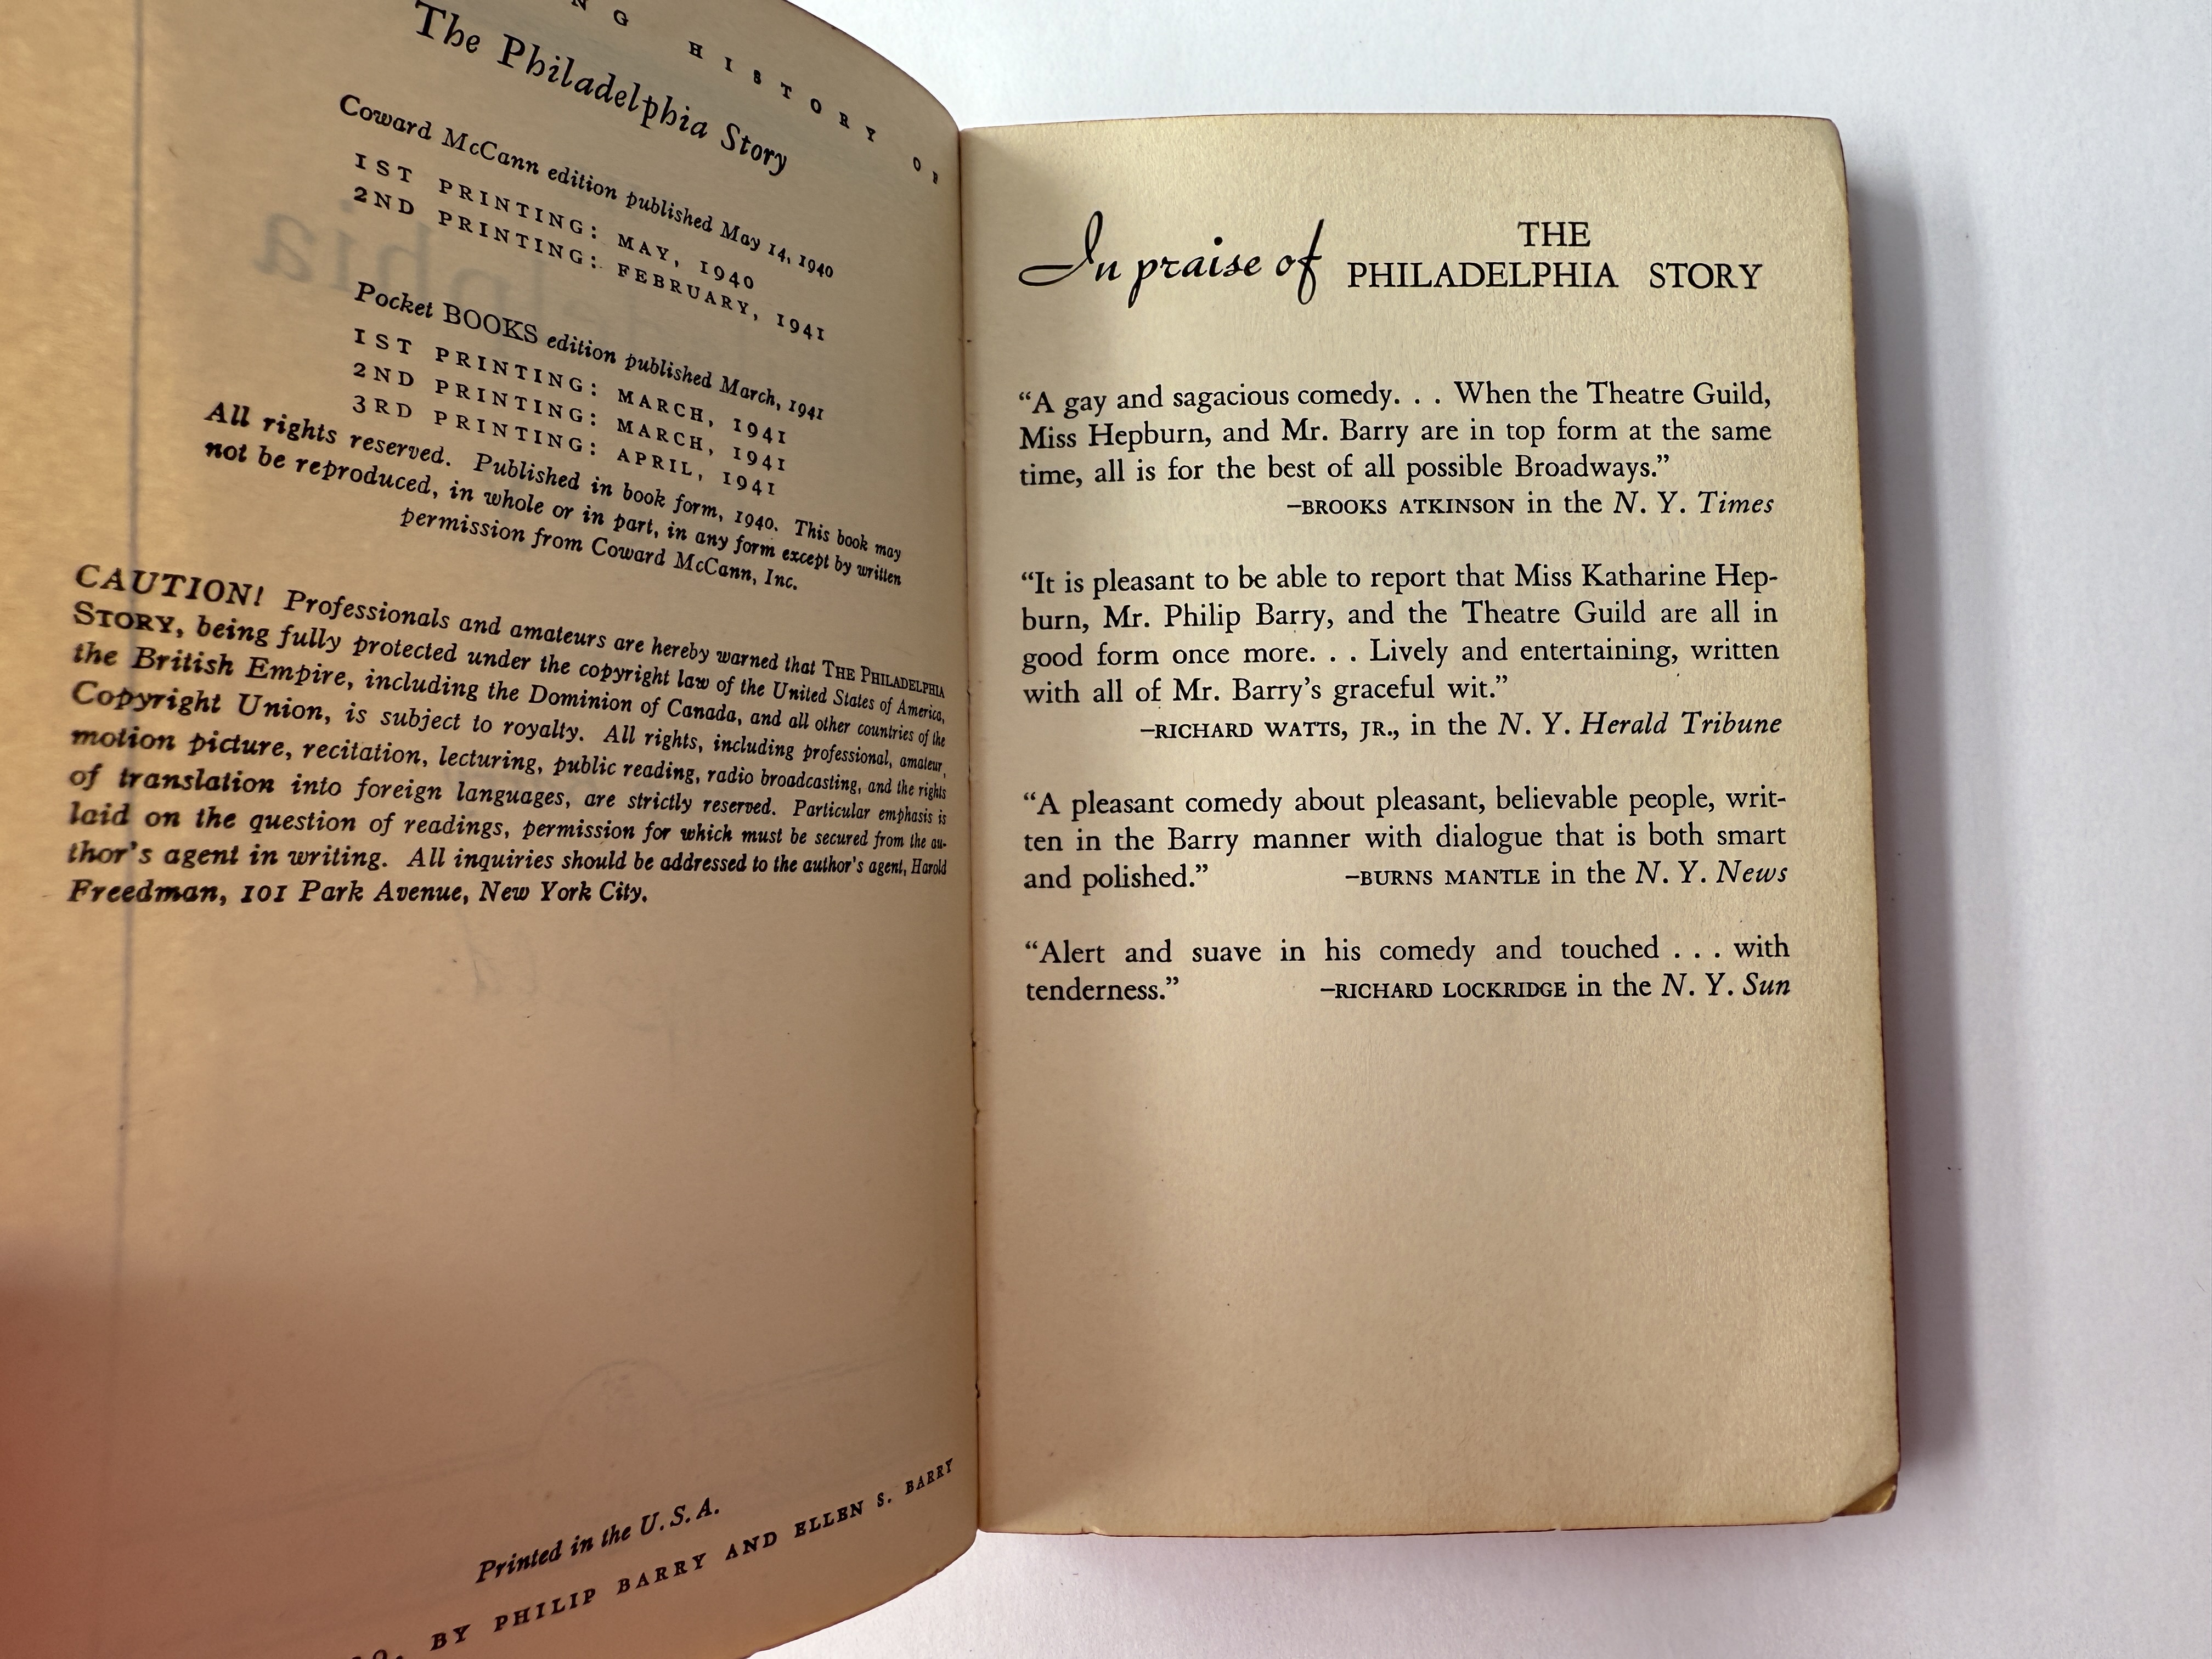 NG HISTORY OF
The Philadelphia Story
Coward McCann edition published May 14, 1940
1ST PRINTING: MAY, 1940
2ND PRINTING: FEBRUARY, 1941
Pocket BOOKS edition published March, 1941
1ST PRINTING: MARCH, 1941
2ND PRINTING: MARCH, 1941
3RD PRINTING: APRIL, 1941
All rights reserved. Published in book form, 1940. This book may
not be reproduced, in whole or in part, in any form except by written
permission from Coward McCann, Inc.
CAUTION! Professionals and amateurs are hereby warned that THE PHILADELPHIA
STORY, being fully protected under the copyright law of the United States of America,
the British Empire, including the Dominion of Canada, and all other countries of the
Copyright Union, is subject to royalty. All rights, including professional, amateur,
motion picture, recitation, lecturing, public reading, radio broadcasting, and the rights
of translation into foreign languages, are strictly reserved. Particular emphasis is
laid on the question of readings, permission for which must be secured from the au-
thor's agent in writing. All inquiries should be addressed to the author's agent, Harold
Freedman, 101 Park Avenue, New York City.
Printed in the U.S.A.
BY PHILIP BARRY AND ELLEN S. BARRY
In praise of THE
PHILADELPHIA STORY
“A gay and sagacious comedy. . . When the Theatre Guild,
Miss Hepburn, and Mr. Barry are in top form at the same
time, all is for the best of all possible Broadways.”
—BROOKS ATKINSON in the N. Y. Times
“It is pleasant to be able to report that Miss Katharine Hep-
burn, Mr. Philip Barry, and the Theatre Guild are all in
good form once more. . . Lively and entertaining, written
with all of Mr. Barry’s graceful wit.”
—RICHARD WATTS, JR., in the N. Y. Herald Tribune
“A pleasant comedy about pleasant, believable people, writ-
ten in the Barry manner with dialogue that is both smart
and polished.” —BURNS MANTLE in the N. Y. News
“Alert and suave in his comedy and touched . . . with
tenderness.” —RICHARD LOCKRIDGE in the N. Y. Sun